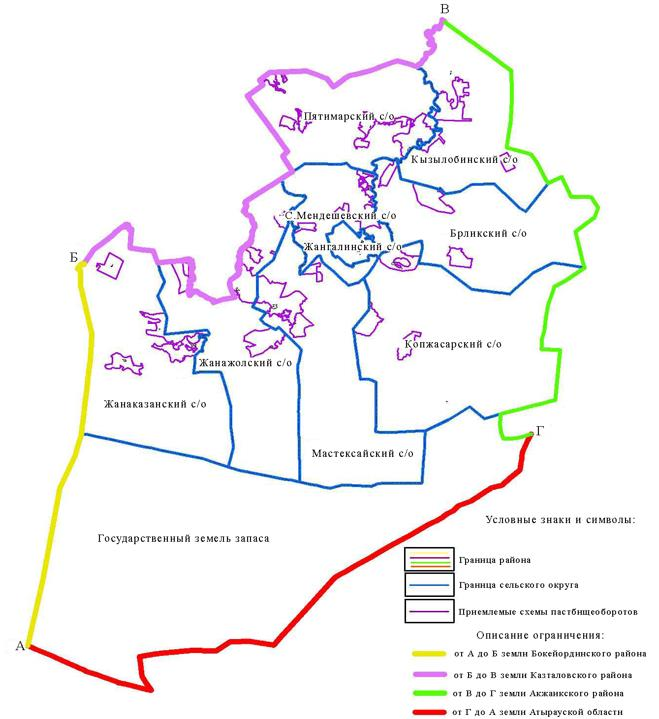 В
Пятимарский с/о
Кызылобинский с/о
С.Мендешевский с/о
Брликский с/о
Жангалинский с/о
Б
Копжасарский с/о
Жанажолский с/о
Жанаказанский с/о
Г
Мастексайский с/о
Условные знаки и символы:
Государственный земель запаса
Граница района
Граница сельского округа
Приемлемые схемы пастбищеоборотов
Описание ограничения:
А
от А до Б земли Бокейординского района
от Б до В земли Казталовского района
от В до Г земли Акжаикского района
от Г до А земли Атырауской области